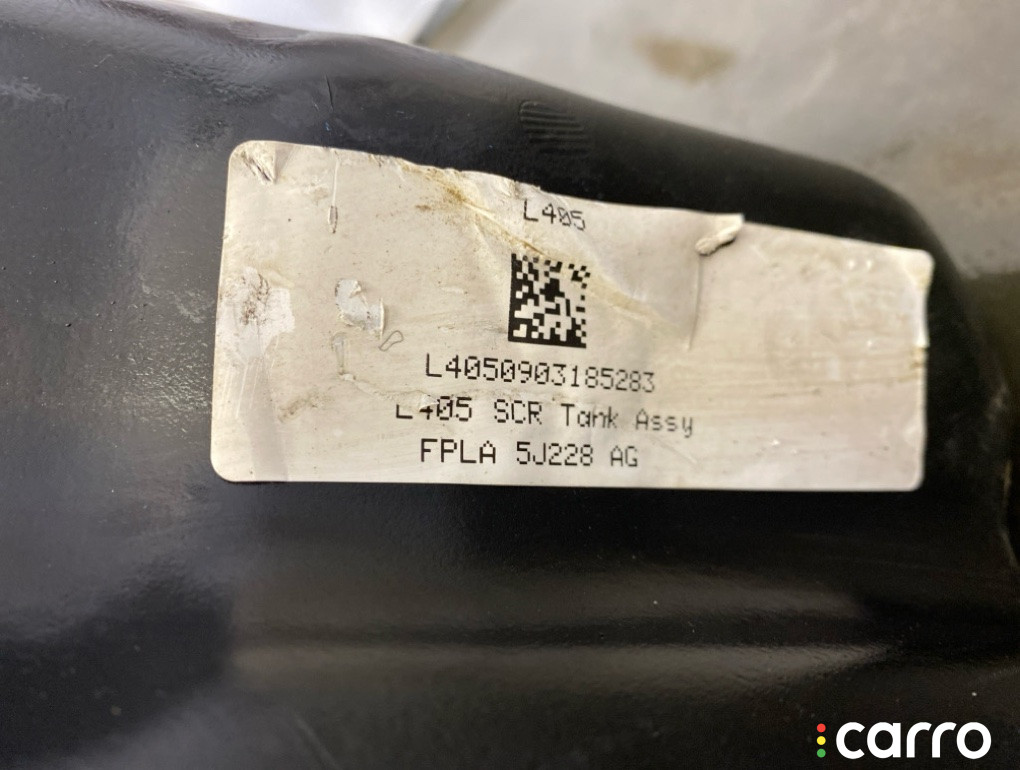 L405
L4050903185283
L405 SCR Tank Assy
FPLA 5J228 AG
carro